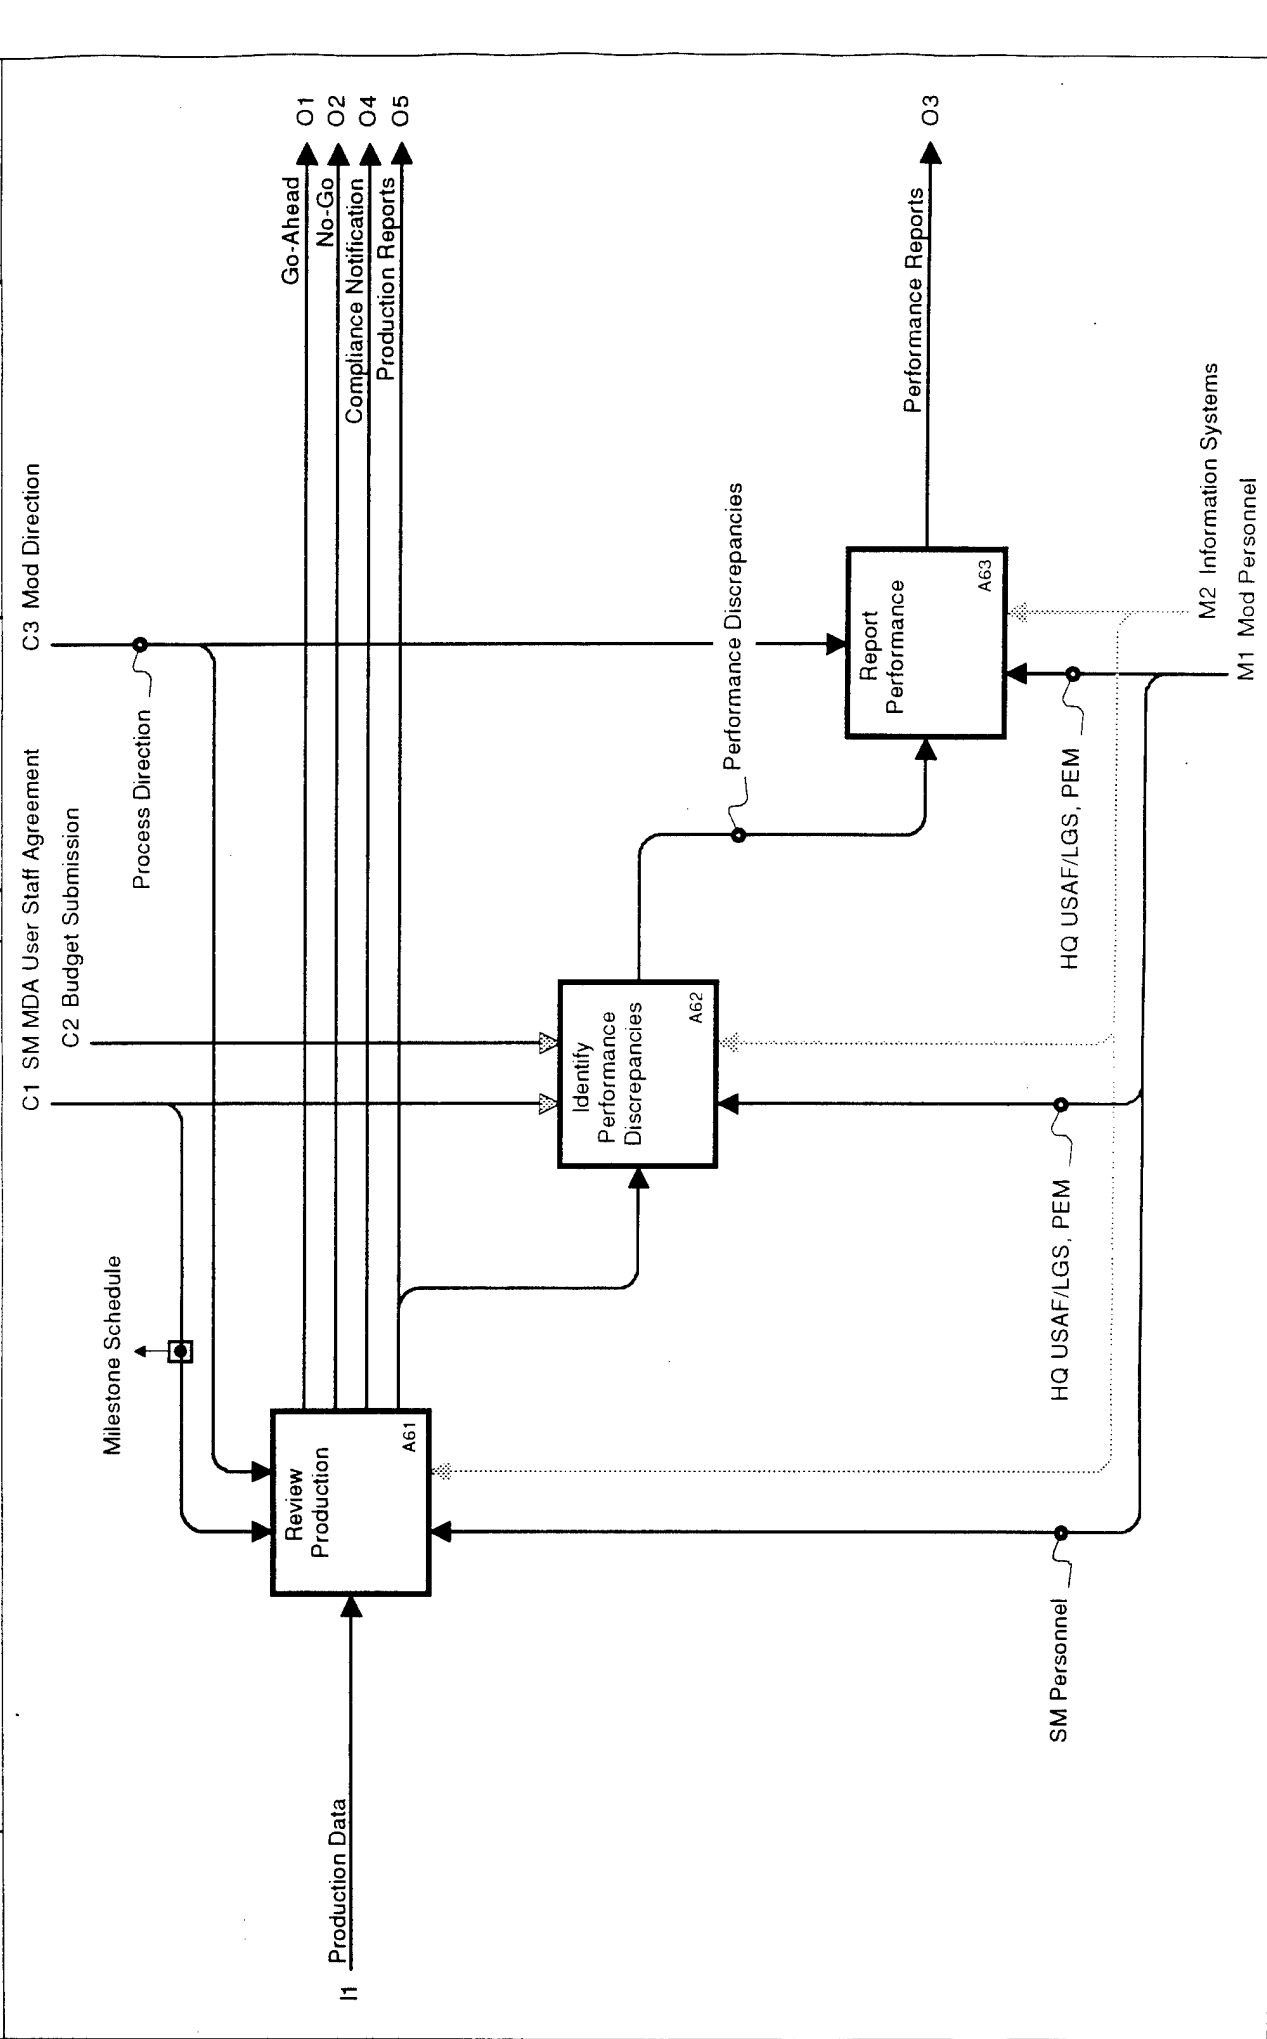 C1 SM MDA User Staff Agreement
C3 Mod Direction
C2 Budget Submission
Milestone Schedule
Process Direction
Go-Ahead
O1
No-Go
O2
Compliance Notification
O4
Production Reports
O5
I1
Production Data
Review
Production
A61
Identify
Performance
Discrepancies
A62
Performance Discrepancies
Report
Performance
A63
Performance Reports
O3
SM Personnel
HQ USAF/LGS, PEM
HQ USAF/LGS, PEM
M2 Information Systems
M1 Mod Personnel